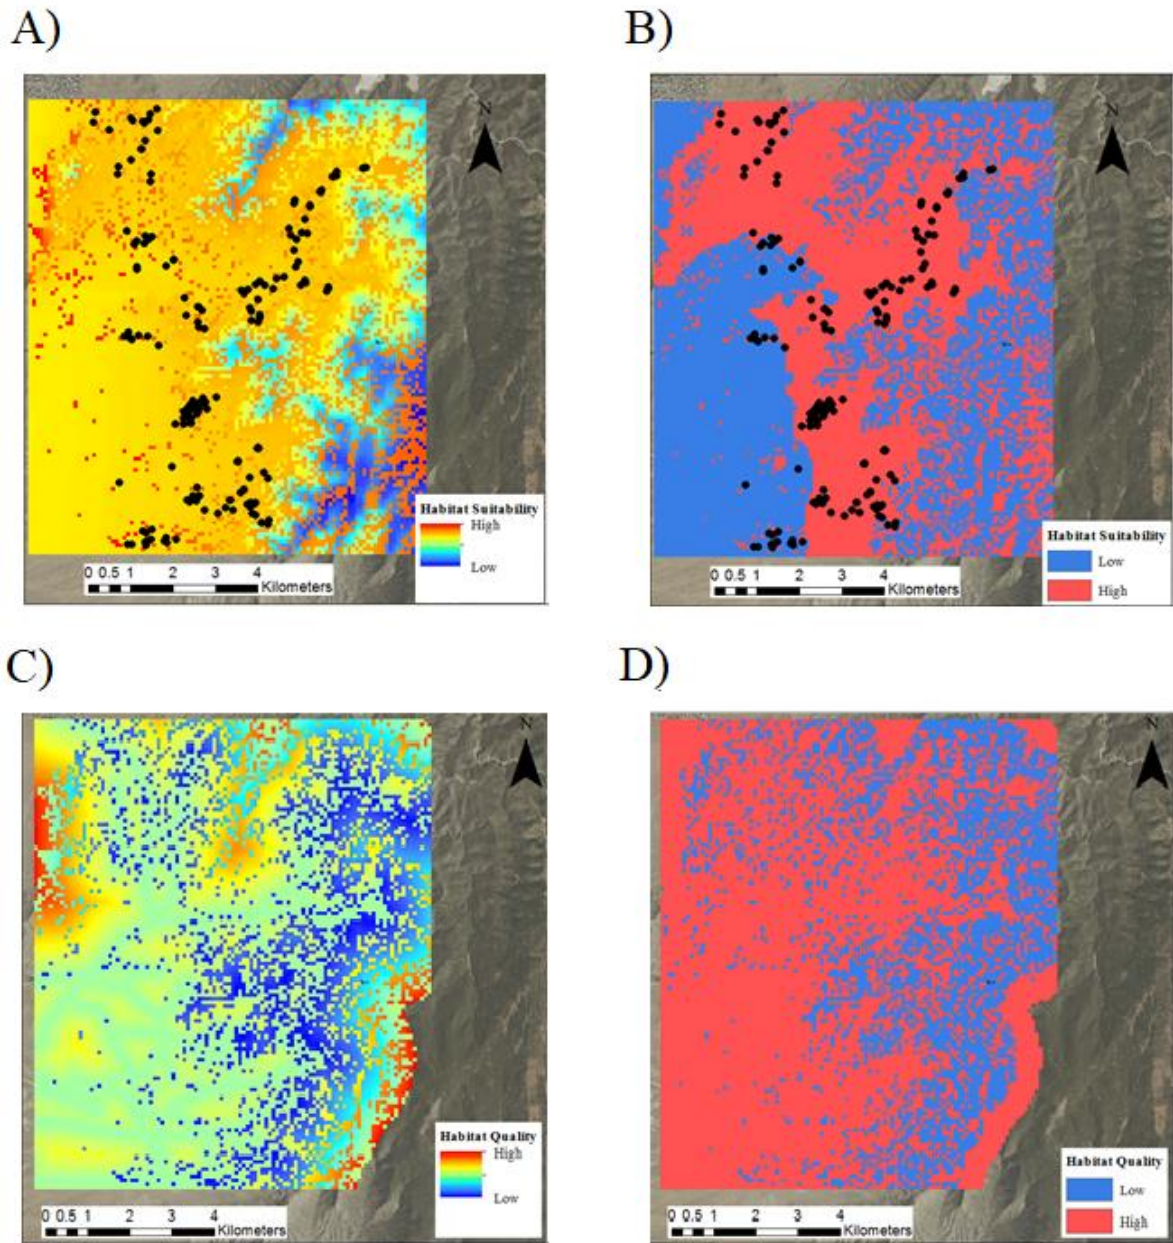 A)
B)
N
N
Habitat Suitability
High
Low
0 0.5 1 2 3 4
Kilometers
Habitat Suitability
Low
High
0 0.5 1 2 3 4
Kilometers
C)
D)
N
N
Habitat Quality
High
Low
0 0.5 1 2 3 4
Kilometers
Habitat Quality
Low
High
0 0.5 1 2 3 4
Kilometers